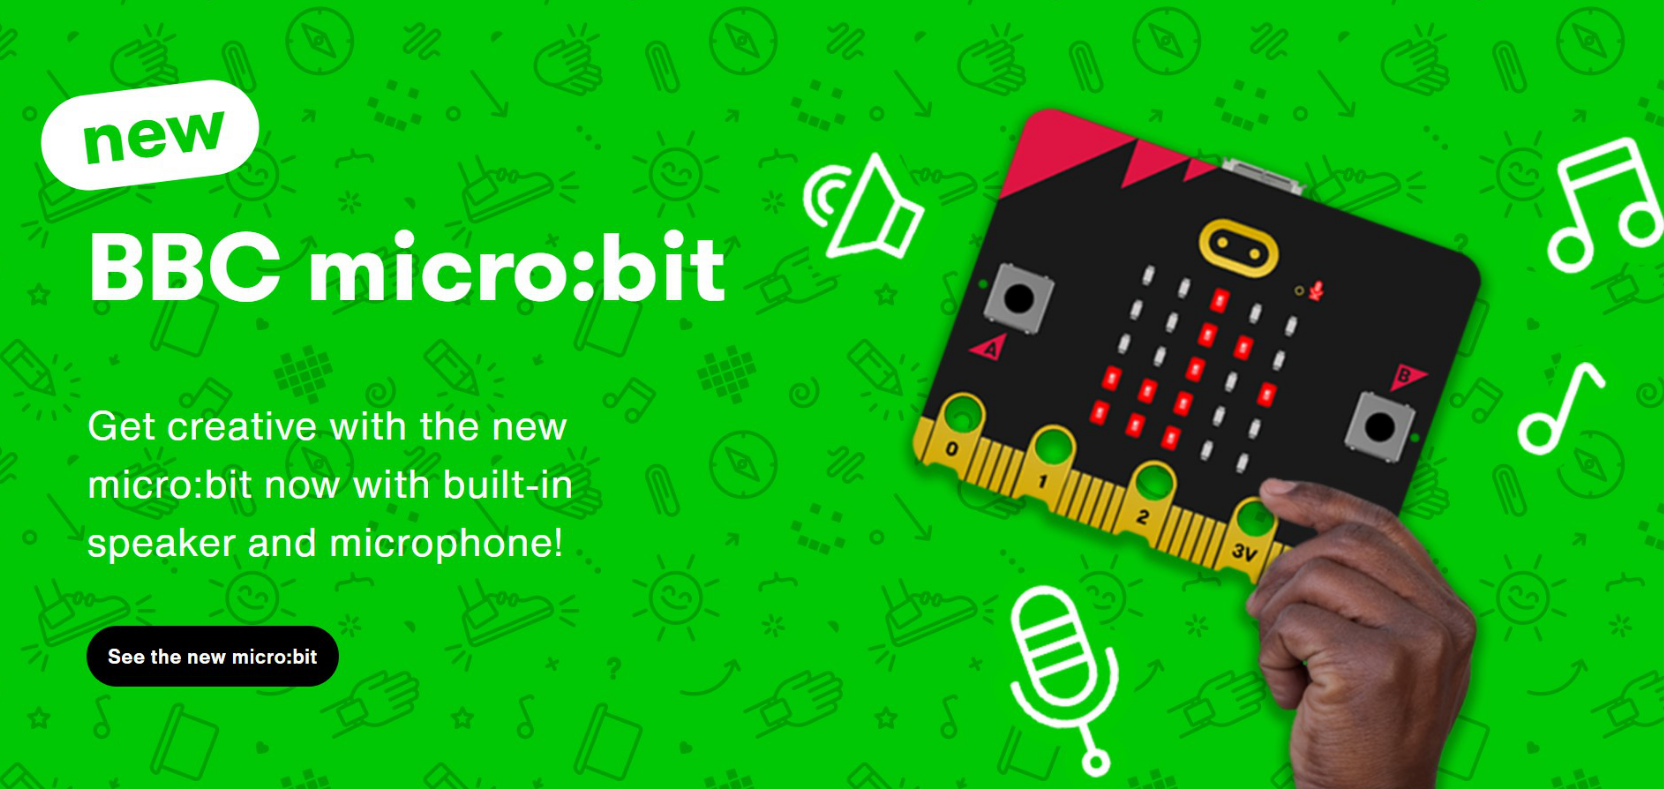 new
BBC micro:bit
Get creative with the new
micro:bit now with built-in
speaker and microphone!
See the new micro:bit
A
B
0
1
2
3V
?
?